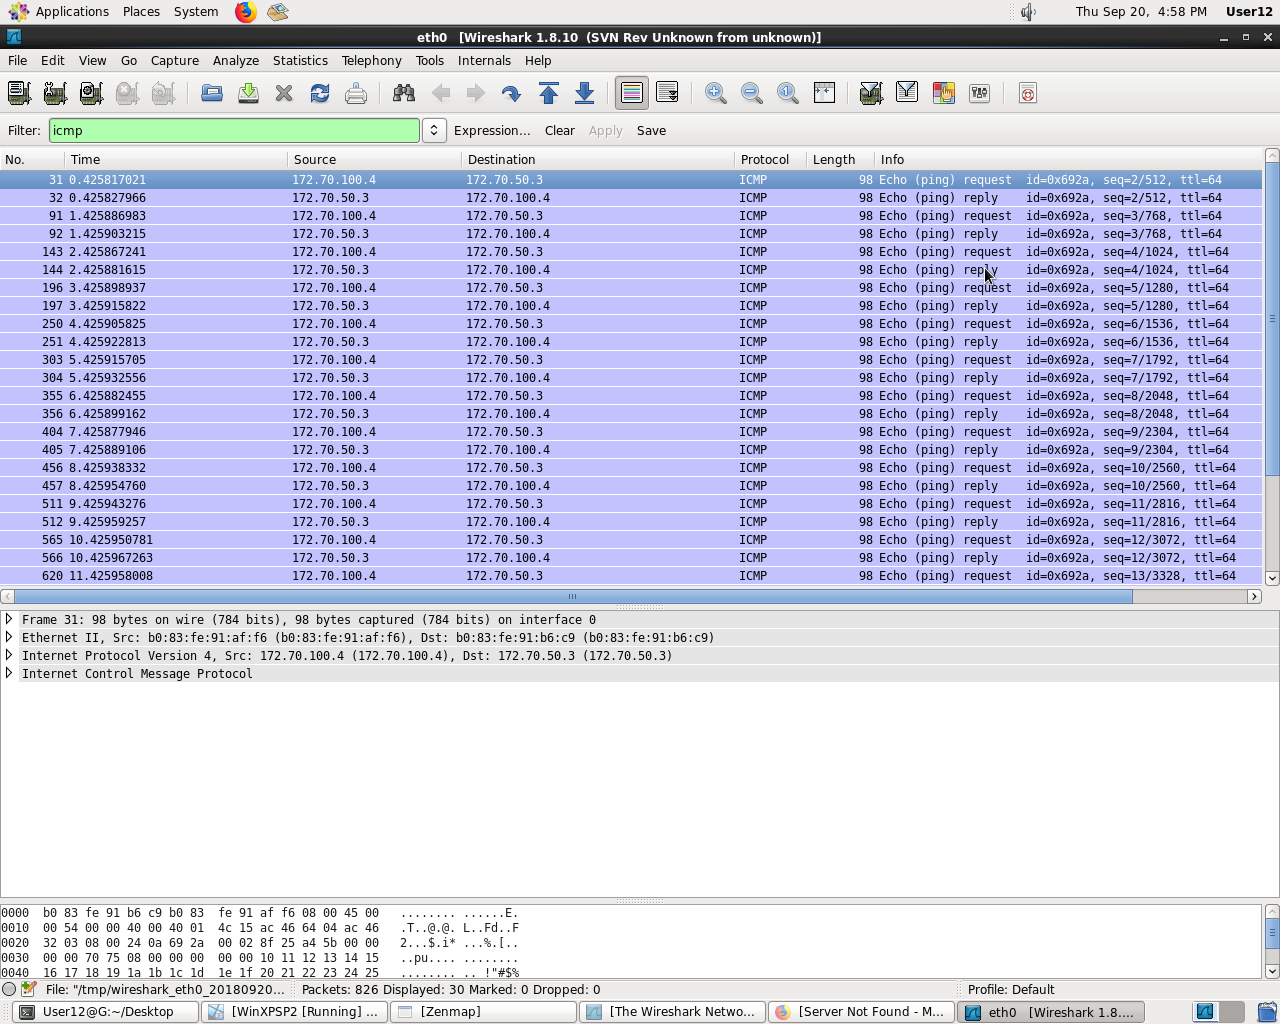 Applications Places System Thu Sep 20, 4:58 PM User12
eth0 [Wireshark 1.8.10 (SVN Rev Unknown from unknown)]
File Edit View Go Capture Analyze Statistics Telephony Tools Internals Help
Filter: icmp Expression... Clear Apply Save
No. Time Source Destination Protocol Length Info
31 0.425817021 172.70.100.4 172.70.50.3 ICMP 98 Echo (ping) request id=0x692a, seq=2/512, ttl=64
32 0.425827966 172.70.50.3 172.70.100.4 ICMP 98 Echo (ping) reply id=0x692a, seq=2/512, ttl=64
91 1.425886983 172.70.100.4 172.70.50.3 ICMP 98 Echo (ping) request id=0x692a, seq=3/768, ttl=64
92 1.425903215 172.70.50.3 172.70.100.4 ICMP 98 Echo (ping) reply id=0x692a, seq=3/768, ttl=64
143 2.425867241 172.70.100.4 172.70.50.3 ICMP 98 Echo (ping) request id=0x692a, seq=4/1024, ttl=64
144 2.425881615 172.70.50.3 172.70.100.4 ICMP 98 Echo (ping) reply id=0x692a, seq=4/1024, ttl=64
196 3.425898937 172.70.100.4 172.70.50.3 ICMP 98 Echo (ping) request id=0x692a, seq=5/1280, ttl=64
197 3.425915822 172.70.50.3 172.70.100.4 ICMP 98 Echo (ping) reply id=0x692a, seq=5/1280, ttl=64
250 4.425905825 172.70.100.4 172.70.50.3 ICMP 98 Echo (ping) request id=0x692a, seq=6/1536, ttl=64
251 4.425922813 172.70.50.3 172.70.100.4 ICMP 98 Echo (ping) reply id=0x692a, seq=6/1536, ttl=64
303 5.425915705 172.70.100.4 172.70.50.3 ICMP 98 Echo (ping) request id=0x692a, seq=7/1792, ttl=64
304 5.425932556 172.70.50.3 172.70.100.4 ICMP 98 Echo (ping) reply id=0x692a, seq=7/1792, ttl=64
355 6.425882455 172.70.100.4 172.70.50.3 ICMP 98 Echo (ping) request id=0x692a, seq=8/2048, ttl=64
356 6.425899162 172.70.50.3 172.70.100.4 ICMP 98 Echo (ping) reply id=0x692a, seq=8/2048, ttl=64
404 7.425877946 172.70.100.4 172.70.50.3 ICMP 98 Echo (ping) request id=0x692a, seq=9/2304, ttl=64
405 7.425889106 172.70.50.3 172.70.100.4 ICMP 98 Echo (ping) reply id=0x692a, seq=9/2304, ttl=64
456 8.425938332 172.70.100.4 172.70.50.3 ICMP 98 Echo (ping) request id=0x692a, seq=10/2560, ttl=64
457 8.425954760 172.70.50.3 172.70.100.4 ICMP 98 Echo (ping) reply id=0x692a, seq=10/2560, ttl=64
511 9.425943276 172.70.100.4 172.70.50.3 ICMP 98 Echo (ping) request id=0x692a, seq=11/2816, ttl=64
512 9.425959257 172.70.50.3 172.70.100.4 ICMP 98 Echo (ping) reply id=0x692a, seq=11/2816, ttl=64
565 10.425950781 172.70.100.4 172.70.50.3 ICMP 98 Echo (ping) request id=0x692a, seq=12/3072, ttl=64
566 10.425967263 172.70.50.3 172.70.100.4 ICMP 98 Echo (ping) reply id=0x692a, seq=12/3072, ttl=64
620 11.425958008 172.70.100.4 172.70.50.3 ICMP 98 Echo (ping) request id=0x692a, seq=13/3328, ttl=64
Frame 31: 98 bytes on wire (784 bits), 98 bytes captured (784 bits) on interface 0
Ethernet II, Src: b0:83:fe:91:af:f6 (b0:83:fe:91:af:f6), Dst: b0:83:fe:91:b6:c9 (b0:83:fe:91:b6:c9)
Internet Protocol Version 4, Src: 172.70.100.4 (172.70.100.4), Dst: 172.70.50.3 (172.70.50.3)
Internet Control Message Protocol
0000 b0 83 fe 91 b6 c9 b0 83 fe 91 af f6 08 00 45 00 ........ ......E.
0010 00 54 00 00 40 00 40 01 4c 15 ac 46 64 04 ac 46 .T..@.@. L..Fd..F
0020 32 03 08 00 24 0a 69 2a 00 02 8f 25 a4 5b 00 00 2...$.i* ...%.[..
0030 00 00 70 75 08 00 00 00 00 00 10 11 12 13 14 15 ..pu.... ........
0040 16 17 18 19 1a 1b 1c 1d 1e 1f 20 21 22 23 24 25 ........ .. !"#$%
File: "/tmp/wireshark_eth0_20180920... Packets: 826 Displayed: 30 Marked: 0 Dropped: 0 Profile: Default
User12@G:~/Desktop [WinXPSP2 [Running] ... [Zenmap] [The Wireshark Netwo... [Server Not Found - M... eth0 [Wireshark 1.8....